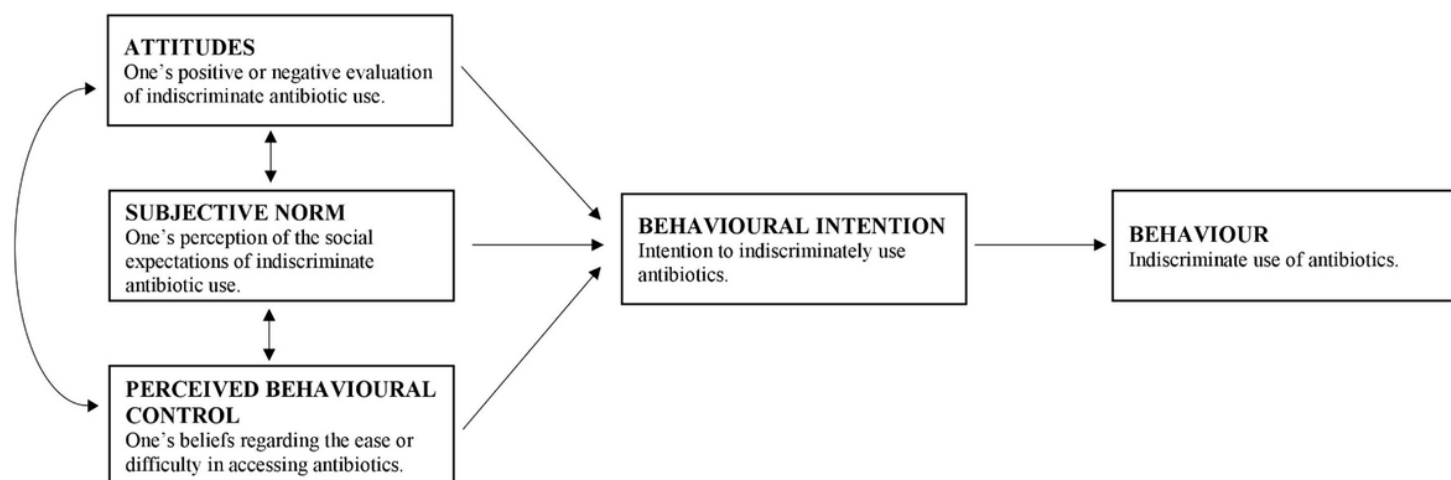 ATTITUDES
One's positive or negative evaluation
of indiscriminate antibiotic use.
SUBJECTIVE NORM
One's perception of the social
expectations of indiscriminate
antibiotic use.
PERCEIVED BEHAVIOURAL
CONTROL
One's beliefs regarding the ease or
difficulty in accessing antibiotics.
BEHAVIOURAL INTENTION
Intention to indiscriminately use
antibiotics.
BEHAVIOUR
Indiscriminate use of antibiotics.